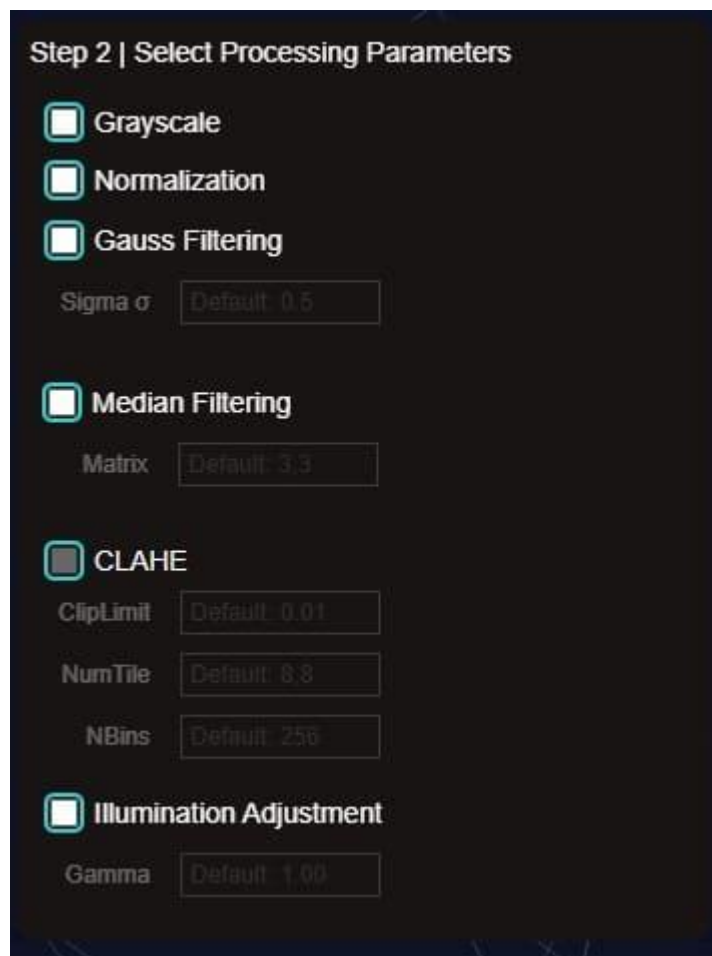 Step 2 | Select Processing Parameters
Grayscale
Normalization
Gauss Filtering
Sigma σ Default: 0.5
Median Filtering
Matrix Default: 3,3
CLAHE
ClipLimit Default: 0.01
NumTile Default: 8,8
NBins Default: 256
Illumination Adjustment
Gamma Default: 1.00